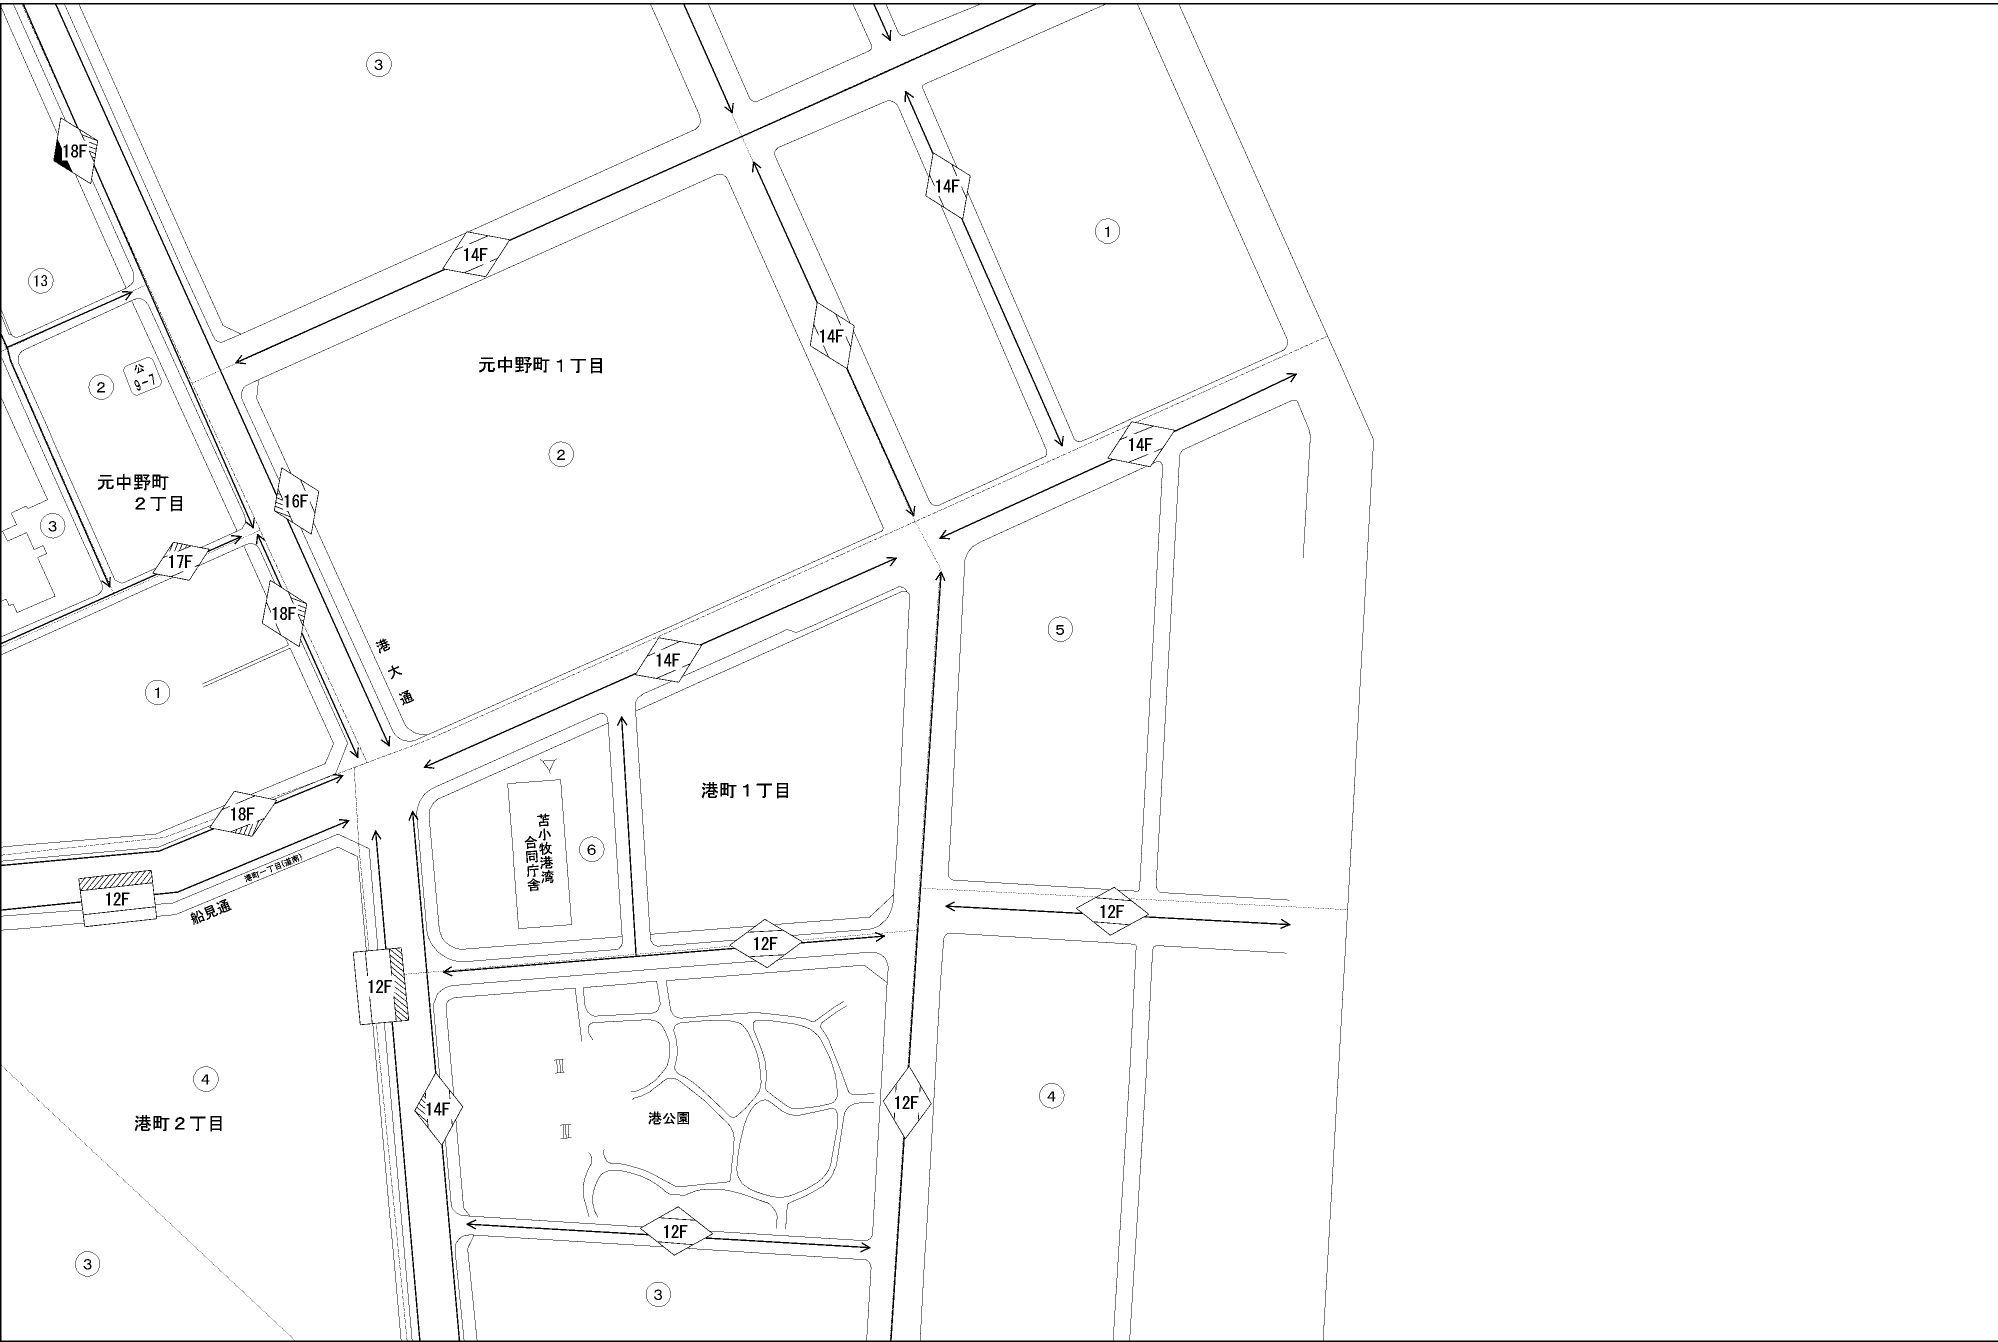 ③
18F
14F
14F
①
⑬
14F
14F
元中野町１丁目
②
公
9-7
14F
②
元中野町
２丁目
16F
③
17F
18F
⑤
港大通
14F
①
港町１丁目
18F
苫小牧港湾
合同庁舎
⑥
港町一丁目(道南)
12F
船見通
12F
12F
12F
④
14F
12F
④
港公園
港町２丁目
12F
③
③